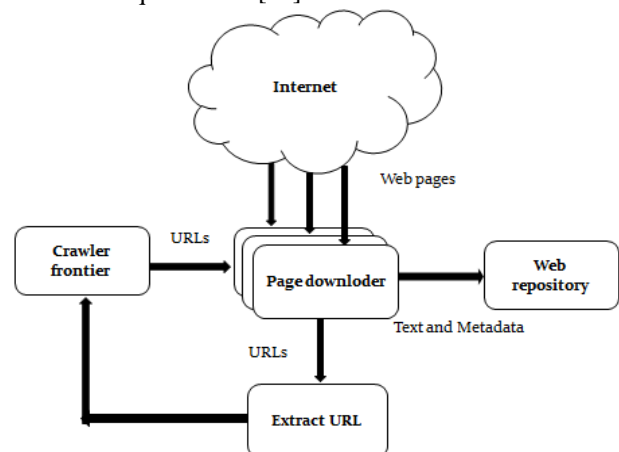 Internet
Web pages
URLs
Crawler
frontier
Page downloder
Web
repository
Text and Metadata
URLs
Extract URL